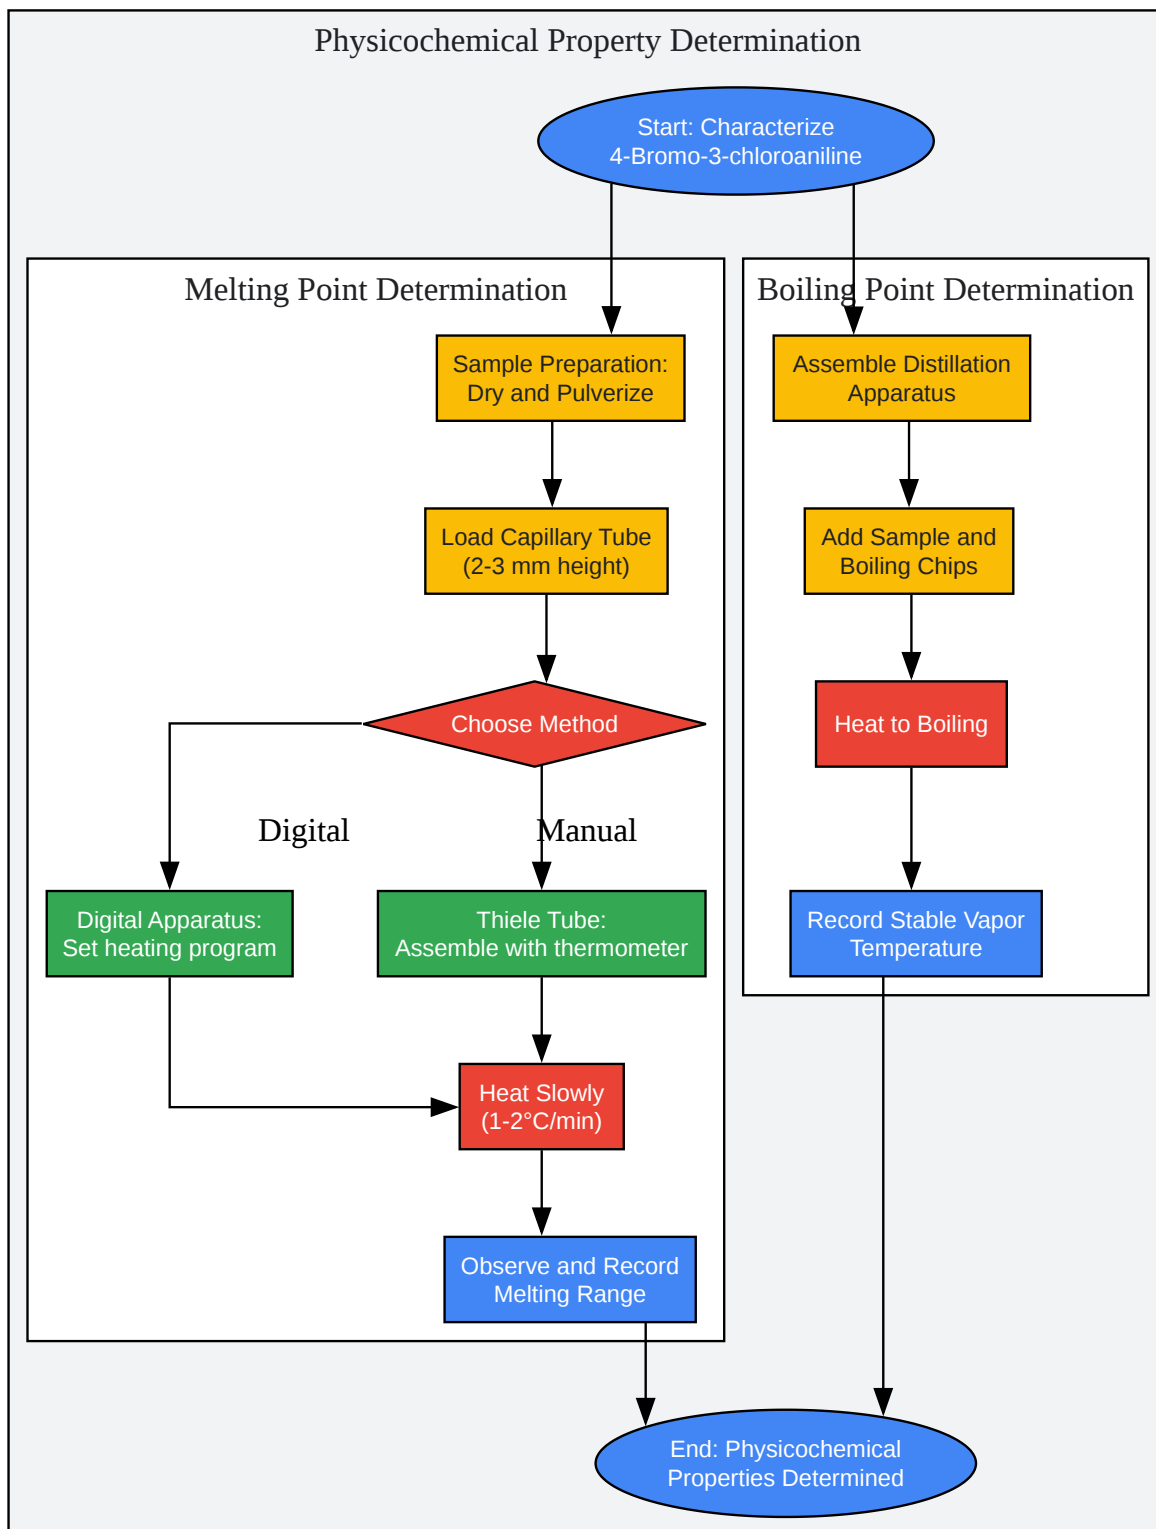 Physicochemical Property Determination
Start: Characterize
4-Bromo-3-chloroaniline
Melting Point Determination
Sample Preparation:
Dry and Pulverize
Load Capillary Tube
(2-3 mm height)
Choose Method
Digital
Manual
Digital Apparatus:
Set heating program
Thiele Tube:
Assemble with thermometer
Heat Slowly
(1-2°C/min)
Observe and Record
Melting Range
Boiling Point Determination
Assemble Distillation
Apparatus
Add Sample and
Boiling Chips
Heat to Boiling
Record Stable Vapor
Temperature
End: Physicochemical
Properties Determined